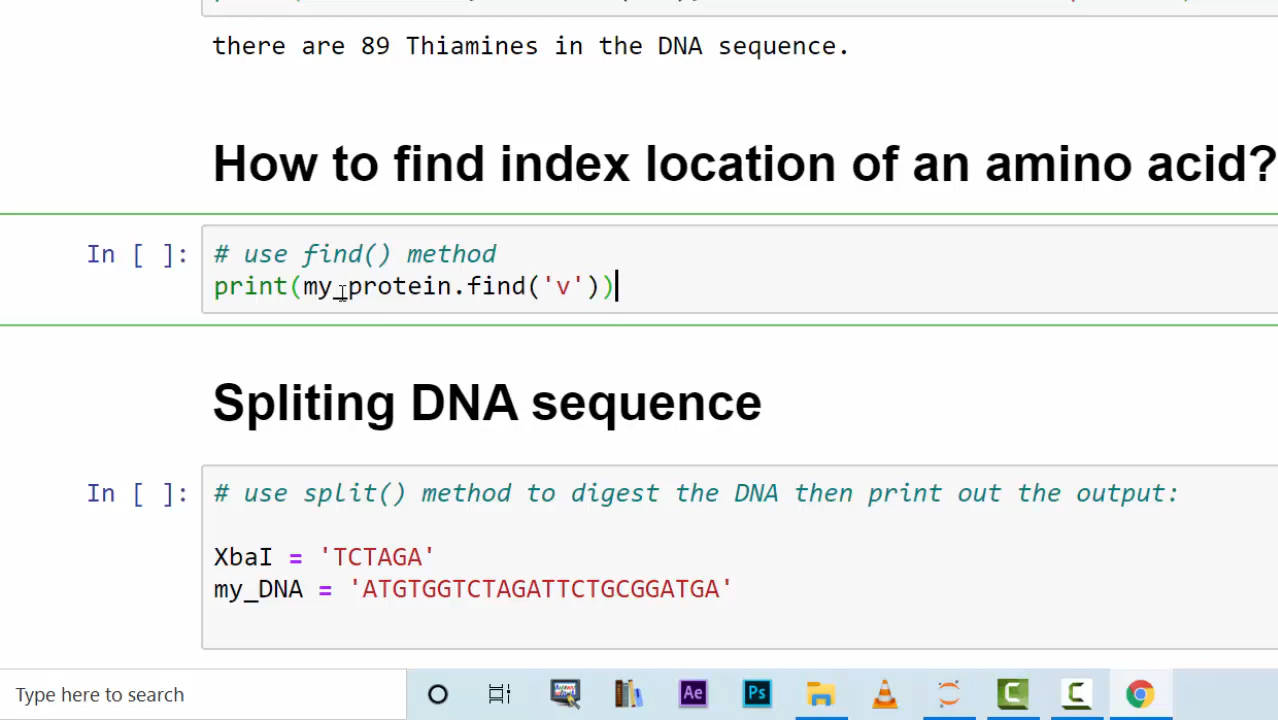 there are 89 Thiamines in the DNA sequence.
How to find index location of an amino acid?
In [ ]:
# use find() method
print(my_protein.find('v'))
Spliting DNA sequence
In [ ]:
# use split() method to digest the DNA then print out the output:
XbaI = 'TCTAGA'
my_DNA = 'ATGTGGTCTAGATTCTGCGGATGA'
Type here to search
Ae
Ps